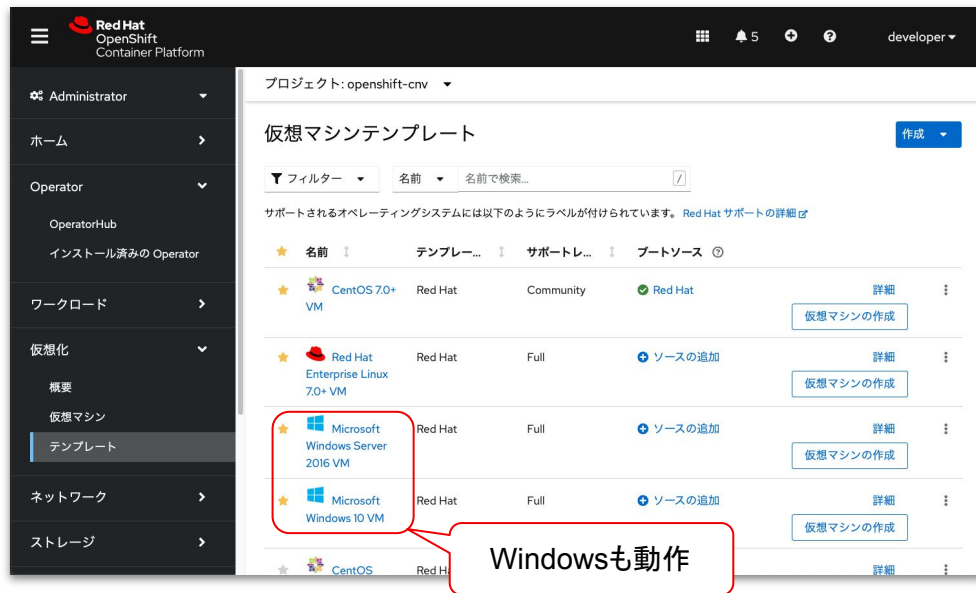 Red Hat
OpenShift
Container Platform
5
developer
Administrator
ホーム
Operator
OperatorHub
インストール済みの Operator
ワークロード
仮想化
概要
仮想マシン
テンプレート
ネットワーク
ストレージ
プロジェクト: openshift-cnv
仮想マシンテンプレート
作成
フィルター
名前
名前で検索...
/
サポートされるオペレーティングシステムには以下のようにラベルが付けられています。 Red Hat サポートの詳細
名前 テンプレー... サポートレ... ブートソース
CentOS 7.0+ Red Hat Community Red Hat 詳細
VM
仮想マシンの作成
Red Hat Red Hat Full ソースの追加 詳細
Enterprise Linux
7.0+ VM
仮想マシンの作成
Microsoft Red Hat Full ソースの追加 詳細
Windows Server
2016 VM
仮想マシンの作成
Microsoft Red Hat Full ソースの追加 詳細
Windows 10 VM
仮想マシンの作成
CentOS Red 詳細
Windowsも動作